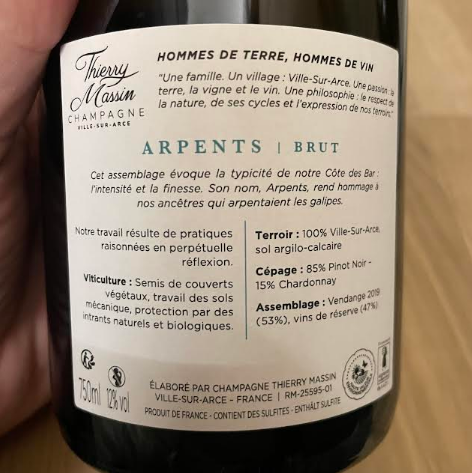 Thierry
Massin
CHAMPAGNE
VILLE-SUR-ARCE
HOMMES DE TERRE, HOMMES DE VIN
"Une famille. Un village : Ville-Sur-Arce. Une passion : la
terre, la vigne et le vin. Une philosophie : le respect de
la nature, de ses cycles et l'expression de nos terroirs."
ARPENTS | BRUT
Cet assemblage évoque la typicité de notre Côte des Bar :
l'intensité et la finesse. Son nom, Arpents, rend hommage à
nos ancêtres qui arpentaient les galipes.
Notre travail résulte de pratiques
raisonnées en perpétuelle
réflexion.
Viticulture : Semis de couverts
végétaux, travail des sols
mécanique, protection par des
intrants naturels et biologiques.
Terroir : 100% Ville-Sur-Arce,
sol argilo-calcaire
Cépage : 85% Pinot Noir -
15% Chardonnay
Assemblage : Vendange 2019
(53%), vins de réserve (47%)
750ml 12%vol
ÉLABORÉ PAR CHAMPAGNE THIERRY MASSIN
VILLE-SUR-ARCE - FRANCE | RM-25595-01
PRODUIT DE FRANCE - CONTIENT DES SULFITES - ENTHÄLT SULFITE